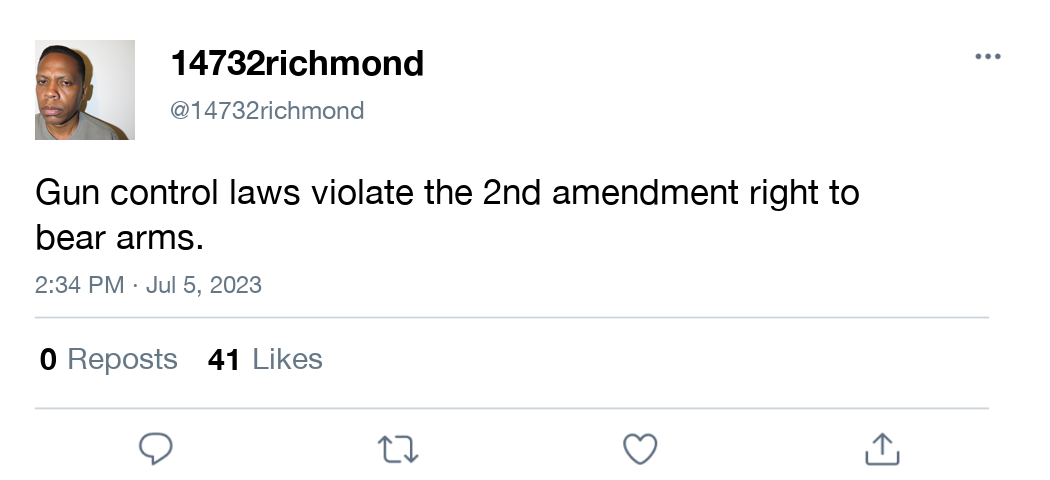 14732richmond
@14732richmond
Gun control laws violate the 2nd amendment right to
bear arms.
2:34 PM · Jul 5, 2023
0 Reposts 41 Likes